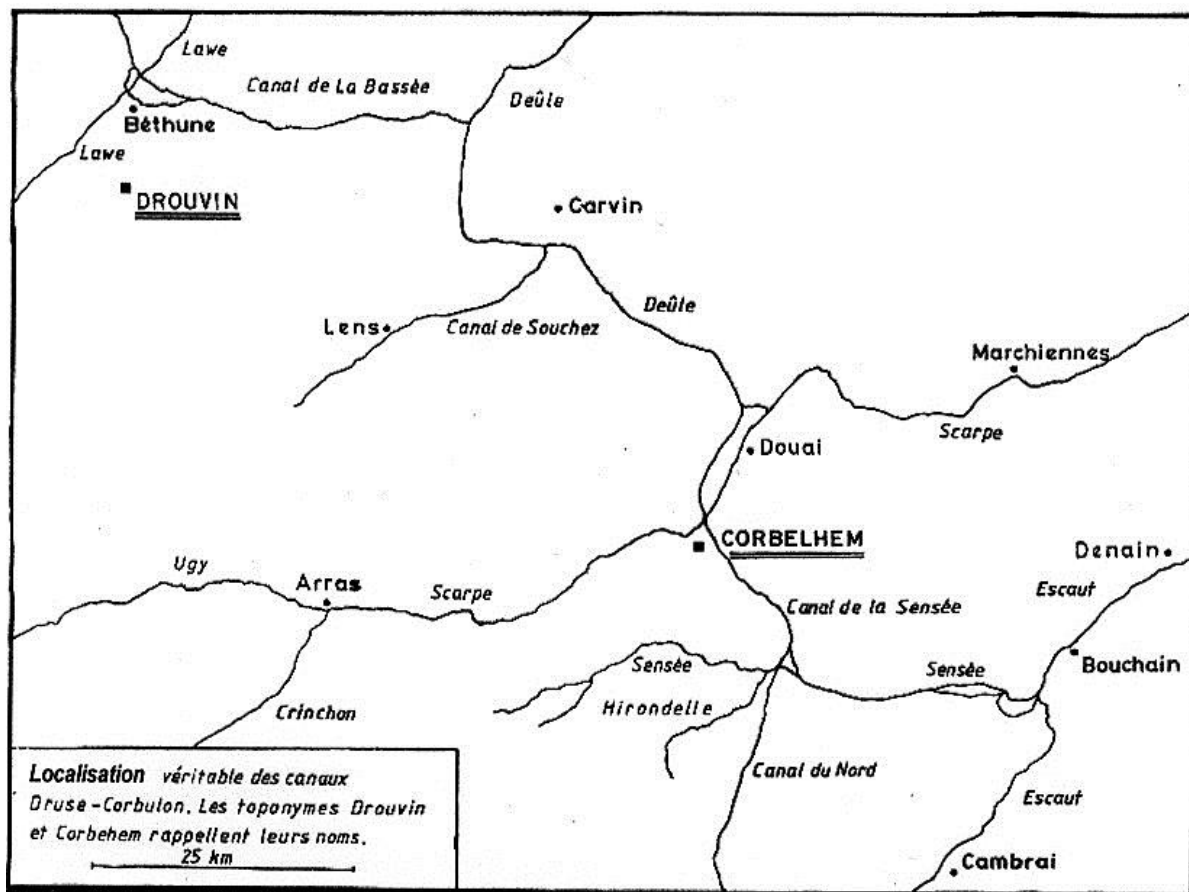 Lawe
Canal de La Bassée
Deûle
Béthune
Lawe
DROUVIN
Carvin
Deûle
Lens
Canal de Souchez
Marchiennes
Scarpe
Douai
CORBELHEM
Denain
Ugy
Arras
Scarpe
Escaut
Canal de la Sensée
Bouchain
Sensée
Sensée
Hirondelle
Crinchon
Canal du Nord
Escaut
Cambrai
Localisation véritable des canaux
Druse-Corbulon. Les toponymes Drouvin
et Corbehem rappellent leurs noms.
25 km